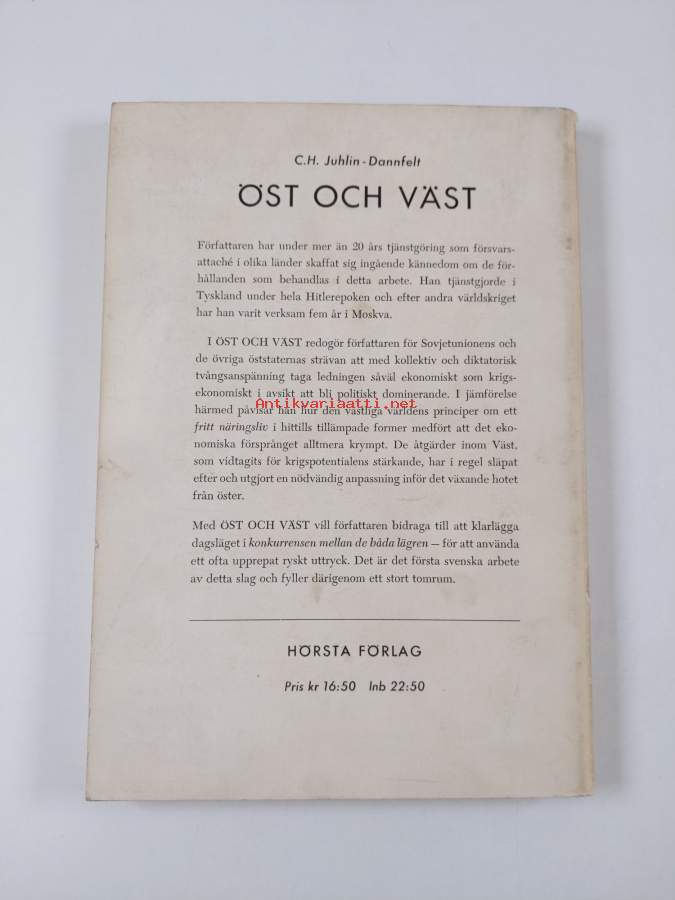 C.H. Juhlin-Dannfelt
ÖST OCH VÄST
Författaren har under mer än 20 års tjänstgöring som försvars-
attaché i olika länder skaffat sig ingående kännedom om de för-
hållanden som behandlas i detta arbete. Han tjänstgjorde i
Tyskland under hela Hitlerepoken och efter andra världskriget
har han varit verksam fem år i Moskva.
I ÖST OCH VÄST redogör författaren för Sovjetunionens och
de övriga öststaternas strävan att med kollektiv och diktatorisk
tvångsanspänning taga ledningen såväl ekonomiskt som krigs-
ekonomiskt i avsikt att bli politiskt dominerande. I jämförelse
Antikvariaatti.net
härmed påvisar han hur den västliga världens principer om ett
fritt näringsliv i hittills tillämpade former medfört att det eko-
nomiska försprånget alltmera krympt. De åtgärder inom Väst,
som vidtagits för krigspotentialens stärkande, har i regel släpat
efter och utgjort en nödvändig anpassning inför det växande hotet
från öster.
Med ÖST OCH VÄST vill författaren bidraga till att klarlägga
dagsläget i konkurrensen mellan de båda lägren — för att använda
ett ofta upprepat ryskt uttryck. Det är det första svenska arbete
av detta slag och fyller därigenom ett stort tomrum.
HÖRSTA FÖRLAG
Pris kr 16:50 Inb 22:50